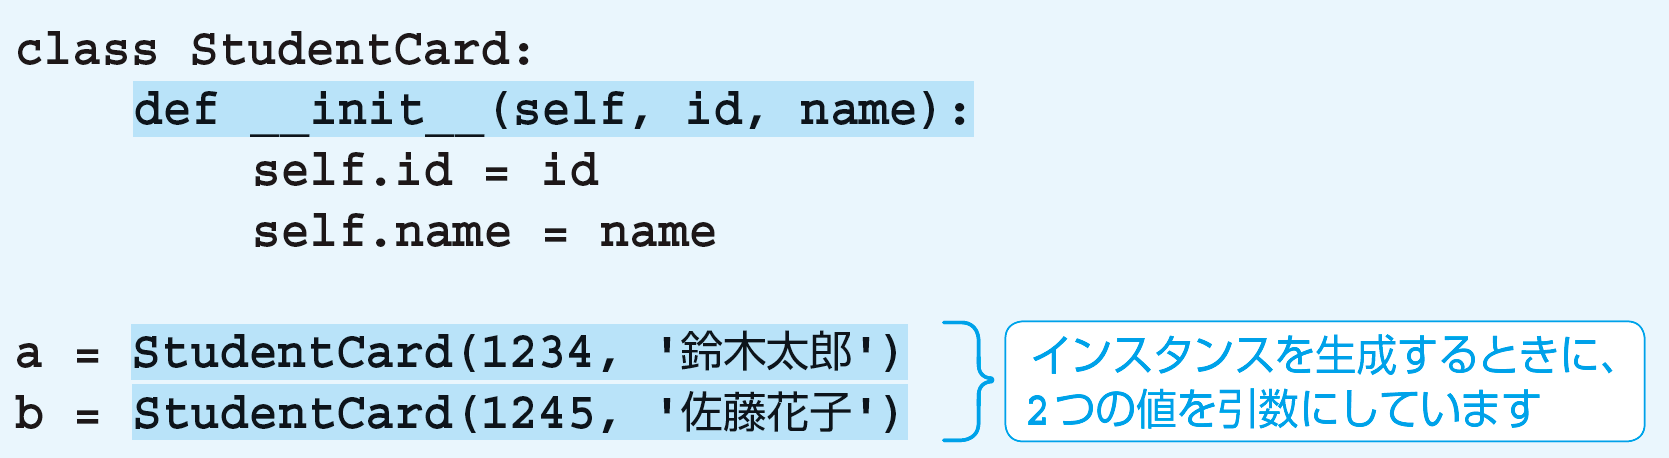 class StudentCard:
    def __init__(self, id, name):
        self.id = id
        self.name = name
a = StudentCard(1234, '鈴木太郎')
b = StudentCard(1245, '佐藤花子')
インスタンスを生成するときに、
2つの値を引数にしています